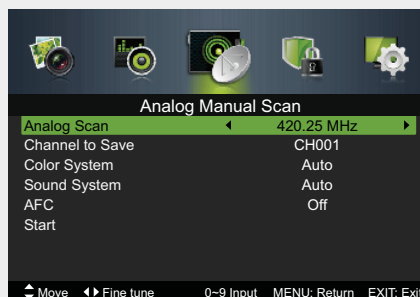 Analog Manual Scan
Analog Scan 420.25 MHz
Channel to Save CH001
Color System Auto
Sound System Auto
AFC Off
Start
Move Fine tune 0~9 Input MENU: Return EXIT: Exit